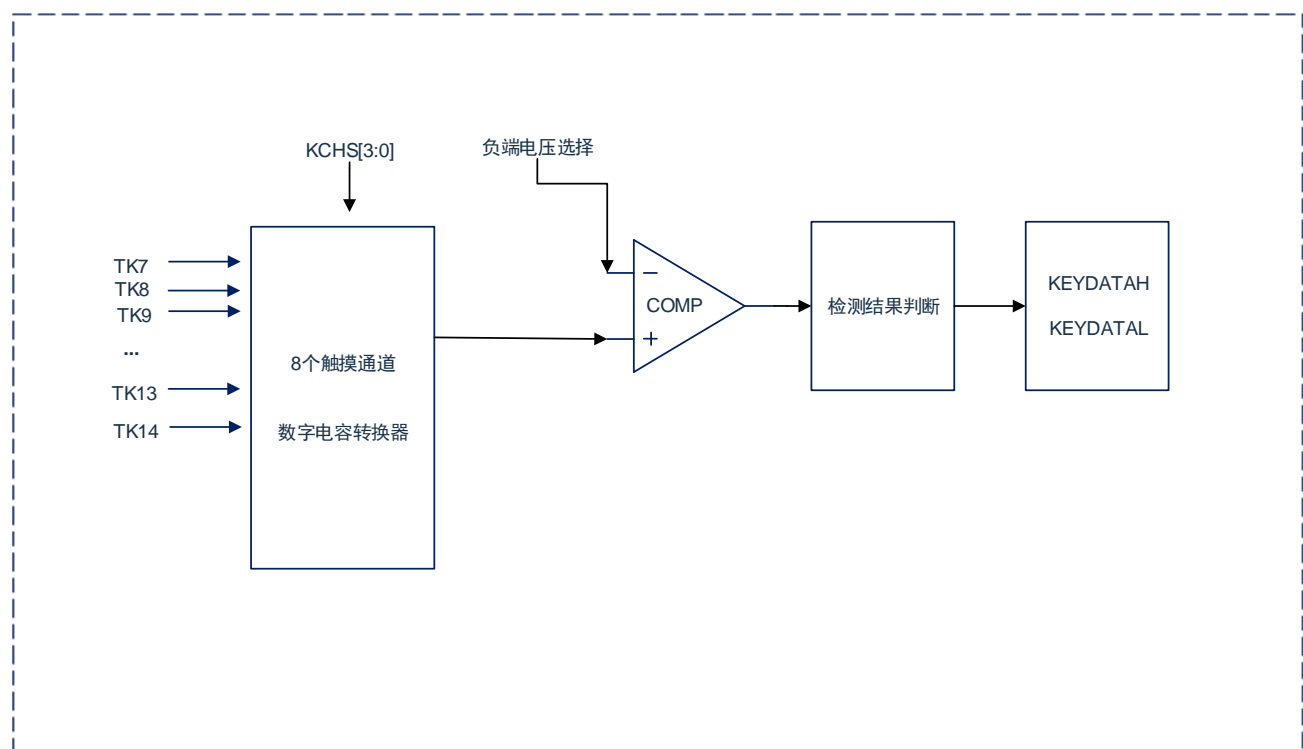 KCHS[3:0]
负端电压选择
TK7
TK8
TK9
...
TK13
TK14
8个触摸通道
数字电容转换器
−
COMP
+
检测结果判断
KEYDATAH
KEYDATAL